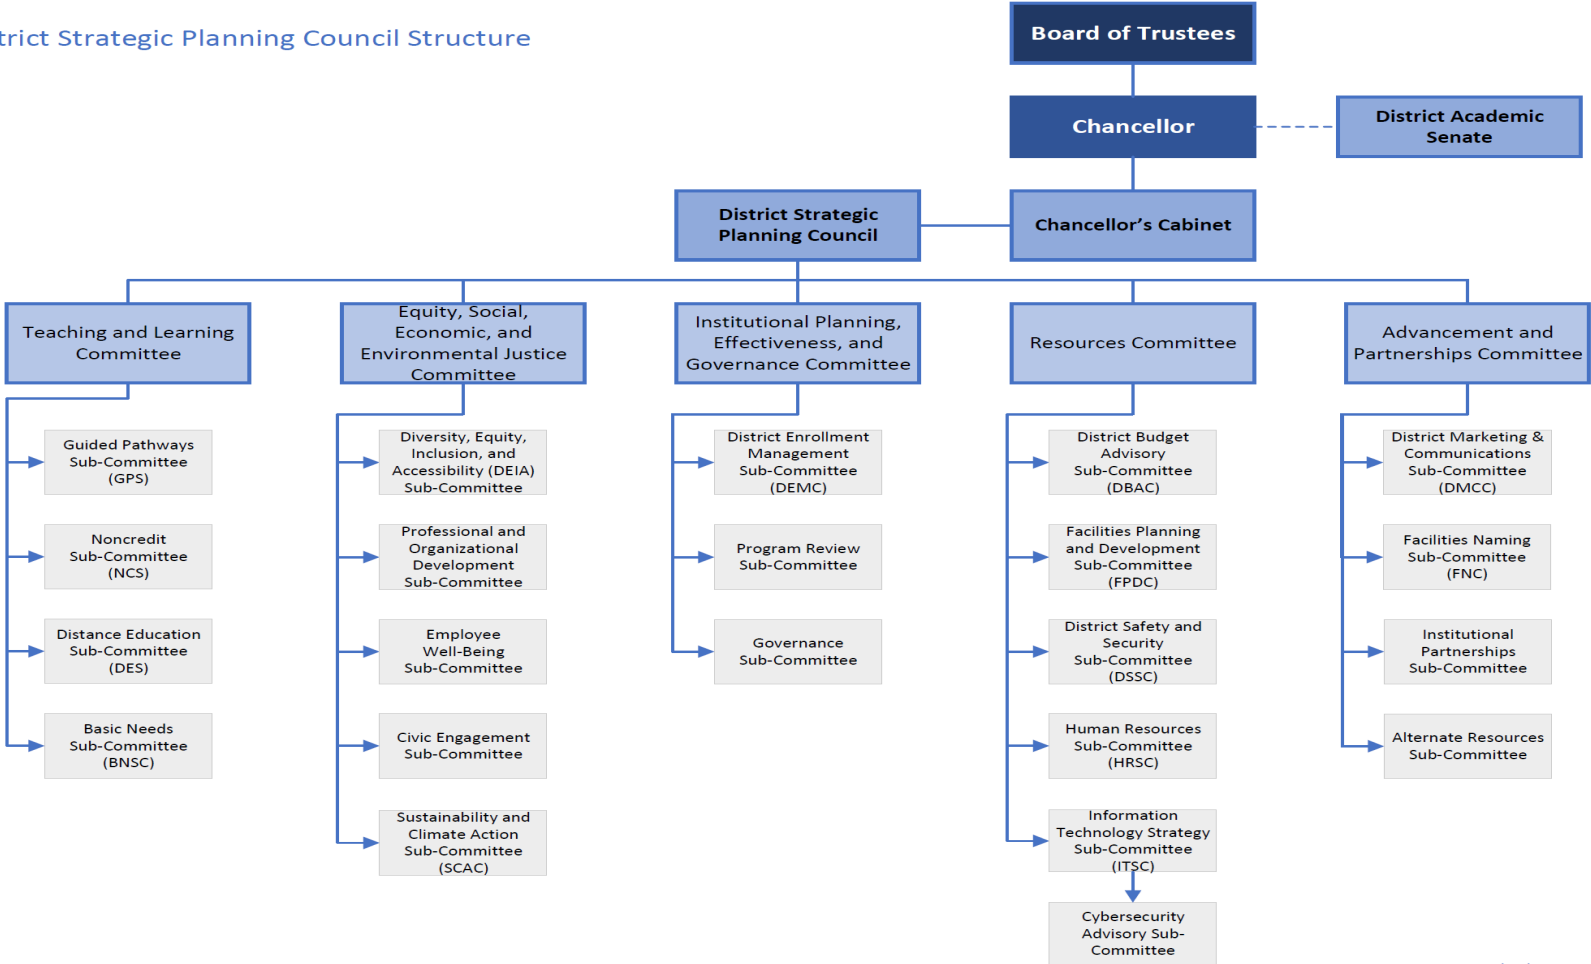 trict Strategic Planning Council Structure
Board of Trustees
Chancellor
District Academic
Senate
District Strategic
Planning Council
Chancellor’s Cabinet
Teaching and Learning
Committee
Equity, Social,
Economic, and
Environmental Justice
Committee
Institutional Planning,
Effectiveness, and
Governance Committee
Resources Committee
Advancement and
Partnerships Committee
Guided Pathways
Sub-Committee
(GPS)
Noncredit
Sub-Committee
(NCS)
Distance Education
Sub-Committee
(DES)
Basic Needs
Sub-Committee
(BNSC)
Diversity, Equity,
Inclusion, and
Accessibility (DEIA)
Sub-Committee
Professional and
Organizational
Development
Sub-Committee
Employee
Well-Being
Sub-Committee
Civic Engagement
Sub-Committee
Sustainability and
Climate Action
Sub-Committee
(SCAC)
District Enrollment
Management
Sub-Committee
(DEMC)
Program Review
Sub-Committee
Governance
Sub-Committee
District Budget
Advisory
Sub-Committee
(DBAC)
Facilities Planning
and Development
Sub-Committee
(FPDC)
District Safety and
Security
Sub-Committee
(DSSC)
Human Resources
Sub-Committee
(HRSC)
Information
Technology Strategy
Sub-Committee
(ITSC)
Cybersecurity
Advisory Sub-
Committee
District Marketing &
Communications
Sub-Committee
(DMCC)
Facilities Naming
Sub-Committee
(FNC)
Institutional
Partnerships
Sub-Committee
Alternate Resources
Sub-Committee